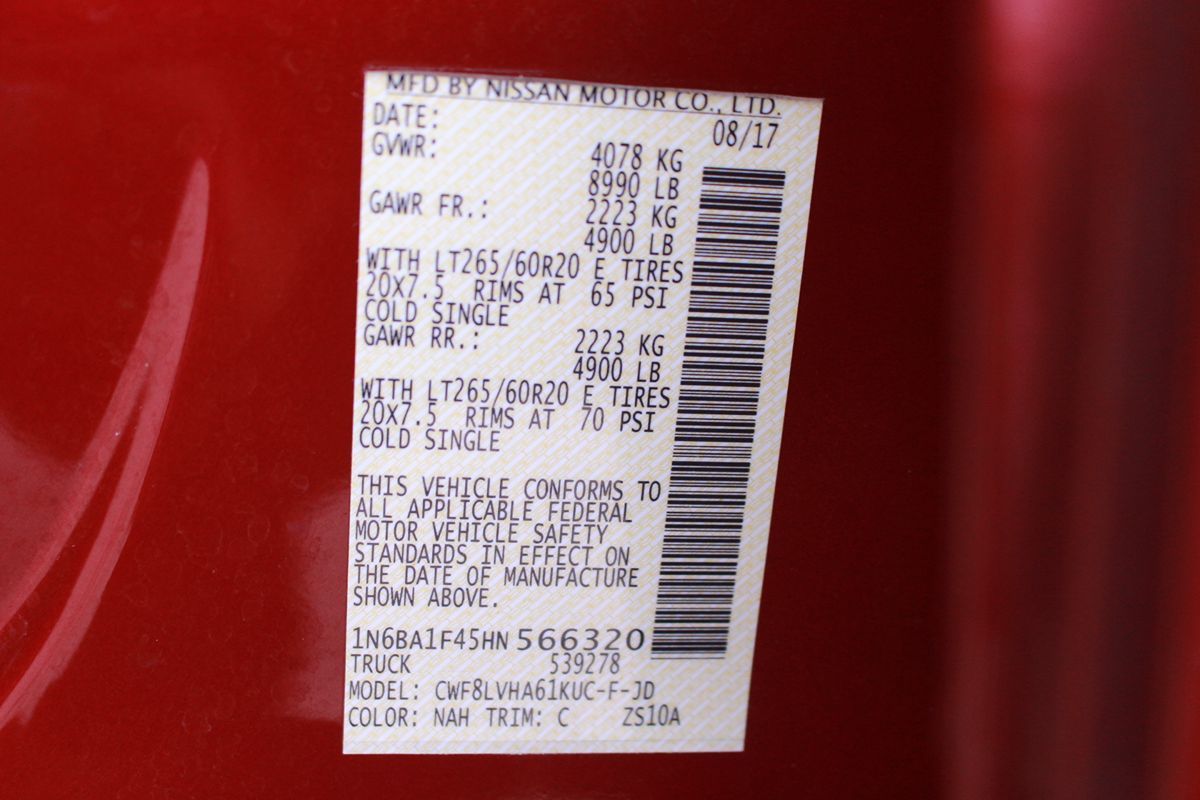 MFD BY NISSAN MOTOR CO., LTD.
DATE: 08/17
GVWR: 4078 KG
8990 LB
GAWR FR.: 2223 KG
4900 LB
WITH LT265/60R20 E TIRES
20X7.5 RIMS AT 65 PSI
COLD SINGLE
GAWR RR.: 2223 KG
4900 LB
WITH LT265/60R20 E TIRES
20X7.5 RIMS AT 70 PSI
COLD SINGLE
THIS VEHICLE CONFORMS TO
ALL APPLICABLE FEDERAL
MOTOR VEHICLE SAFETY
STANDARDS IN EFFECT ON
THE DATE OF MANUFACTURE
SHOWN ABOVE.
1N6BA1F45HN566320
TRUCK 539278
MODEL: CWF8LVHA61KUC-F-JD
COLOR: NAH TRIM: C ZS10A